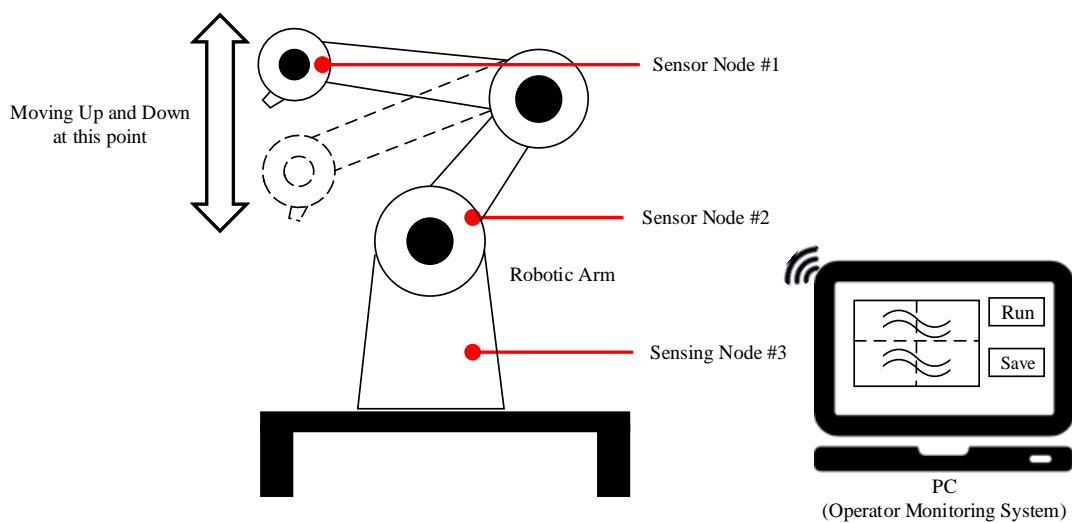 Sensor Node #1
Moving Up and Down
at this point
Sensor Node #2
Robotic Arm
Run
Sensing Node #3
Save
PC
(Operator Monitoring System)